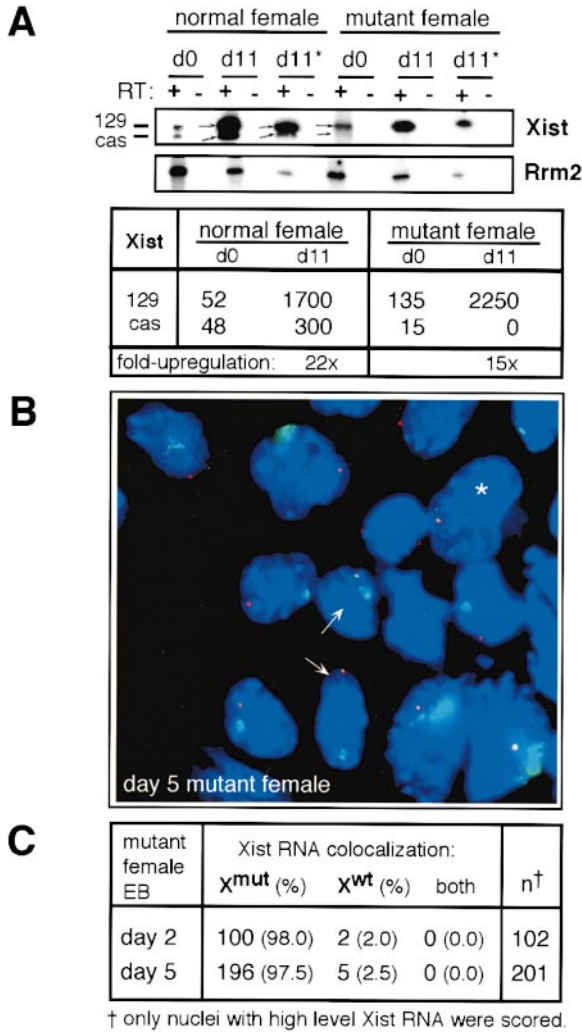 A
normal female mutant female
d0 d11 d11* d0 d11 d11*
RT: + - + - + - + - + - + -
129
cas
Xist
Rrm2
Xist normal female mutant female
d0 d11 d0 d11
129 52 1700 135 2250
cas 48 300 15 0
fold-upregulation: 22x 15x
B
*
day 5 mutant female
C
mutant female EB Xist RNA colocalization:
Xmut (%) Xwt (%) both n†
day 2 100 (98.0) 2 (2.0) 0 (0.0) 102
day 5 196 (97.5) 5 (2.5) 0 (0.0) 201
† only nuclei with high level Xist RNA were scored.